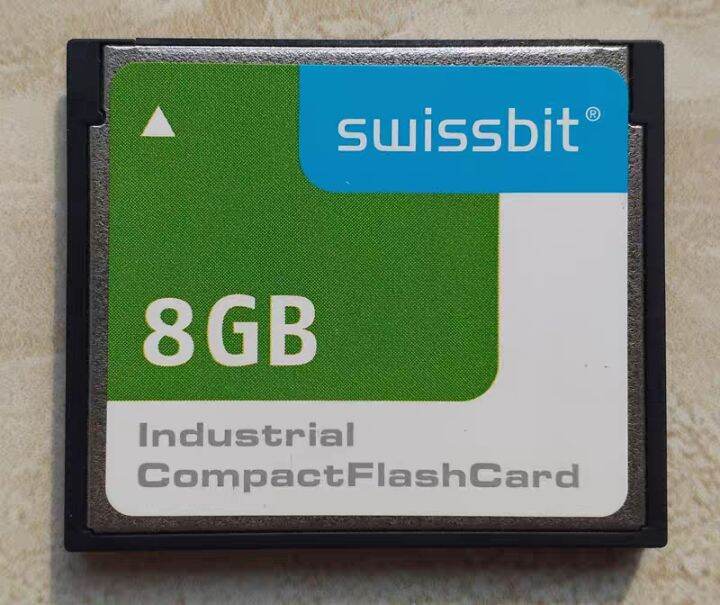 swissbit®
8GB
Industrial
CompactFlashCard